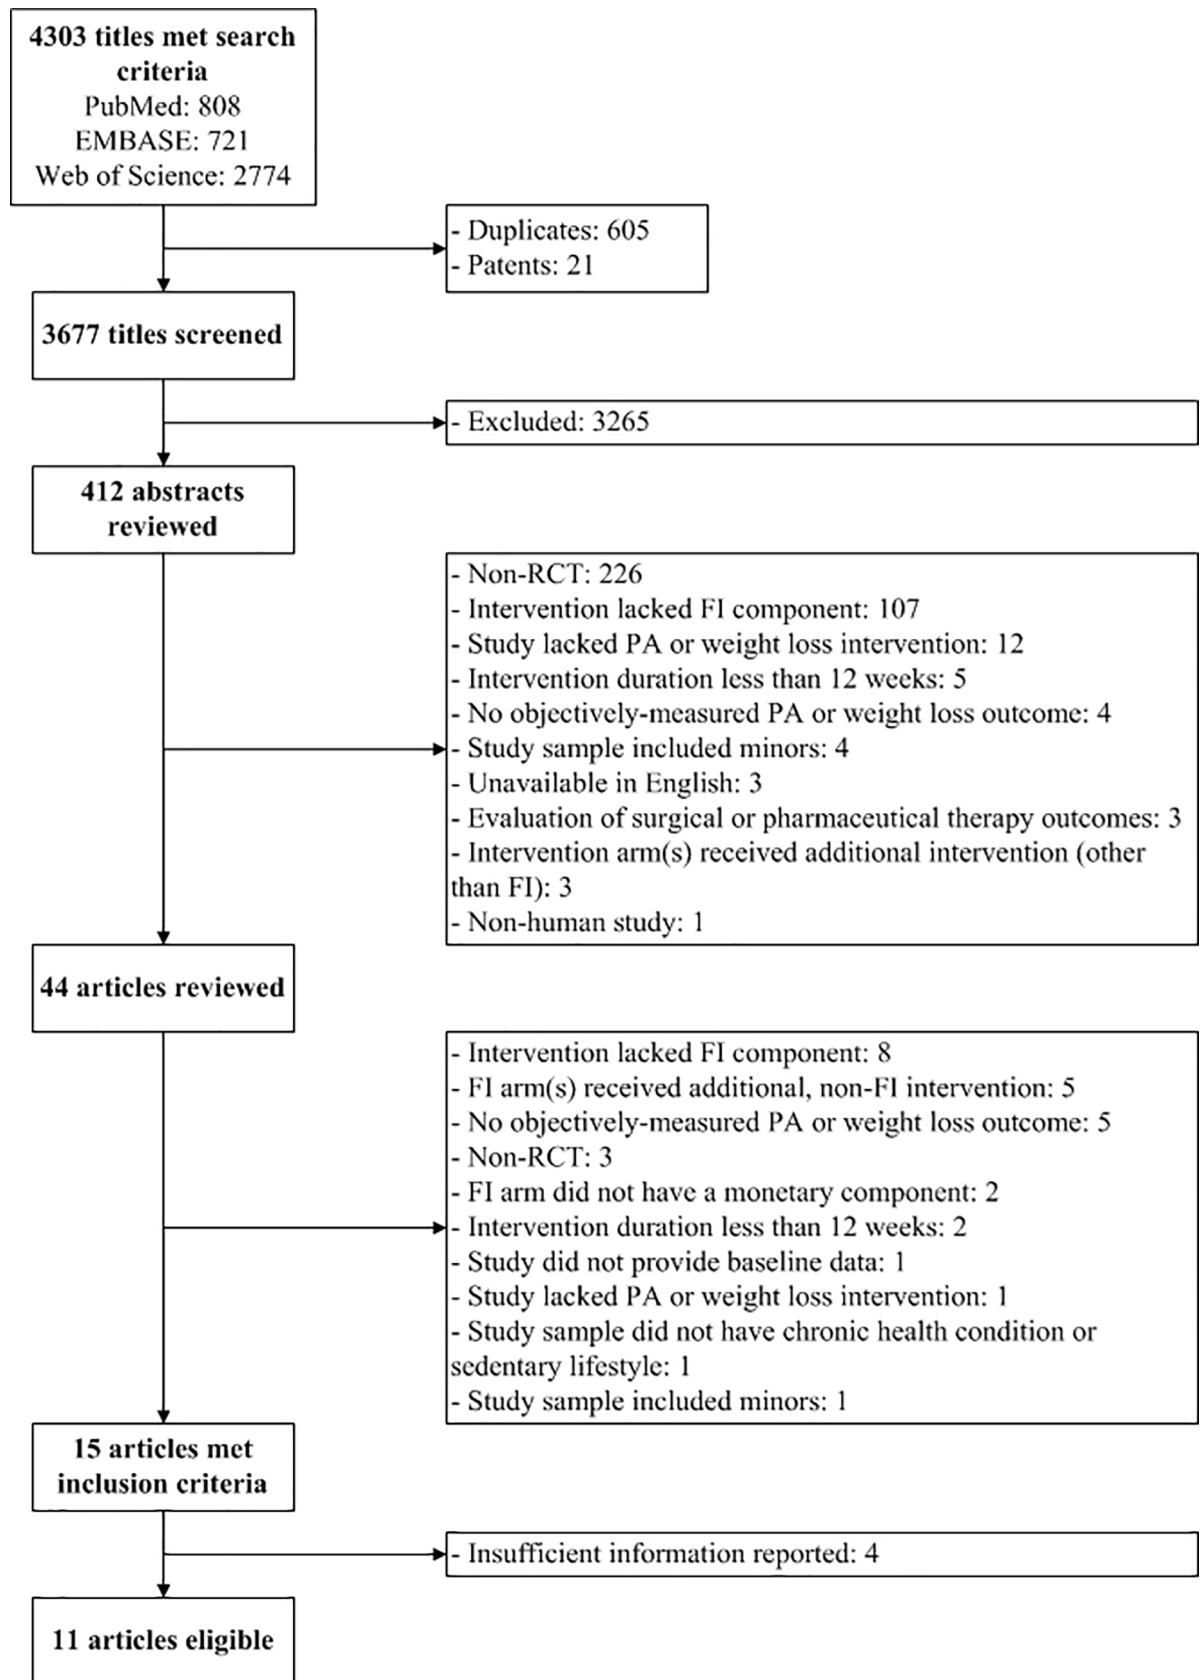 4303 titles met search
criteria
PubMed: 808
EMBASE: 721
Web of Science: 2774
- Duplicates: 605
- Patents: 21
3677 titles screened
- Excluded: 3265
412 abstracts
reviewed
- Non-RCT: 226
- Intervention lacked FI component: 107
- Study lacked PA or weight loss intervention: 12
- Intervention duration less than 12 weeks: 5
- No objectively-measured PA or weight loss outcome: 4
- Study sample included minors: 4
- Unavailable in English: 3
- Evaluation of surgical or pharmaceutical therapy outcomes: 3
- Intervention arm(s) received additional intervention (other
than FI): 3
- Non-human study: 1
44 articles reviewed
- Intervention lacked FI component: 8
- FI arm(s) received additional, non-FI intervention: 5
- No objectively-measured PA or weight loss outcome: 5
- Non-RCT: 3
- FI arm did not have a monetary component: 2
- Intervention duration less than 12 weeks: 2
- Study did not provide baseline data: 1
- Study lacked PA or weight loss intervention: 1
- Study sample did not have chronic health condition or
sedentary lifestyle: 1
- Study sample included minors: 1
15 articles met
inclusion criteria
- Insufficient information reported: 4
11 articles eligible